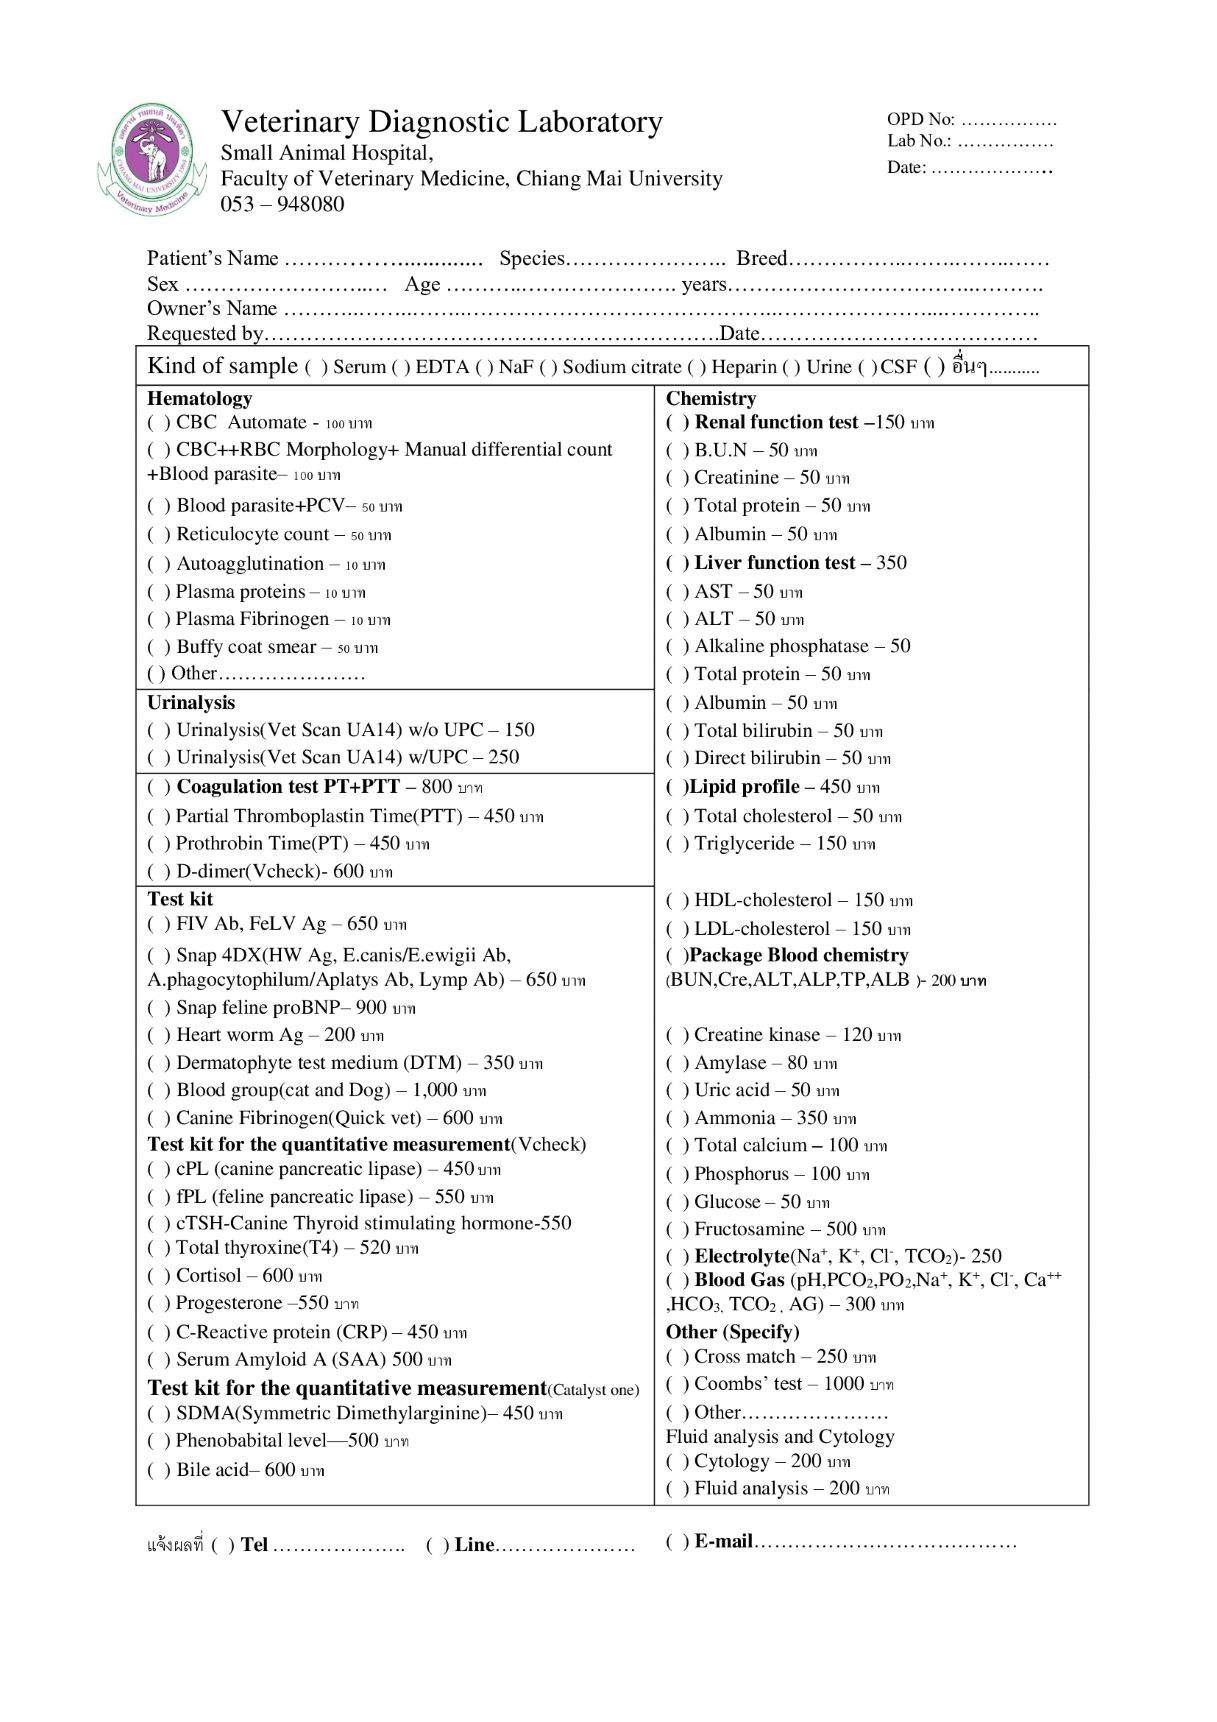 Veterinary Diagnostic Laboratory
Small Animal Hospital,
Faculty of Veterinary Medicine, Chiang Mai University
053 – 948080
OPD No: …………….
Lab No.: …………….
Date: ………………..
CHIANG MAI UNIVERSITY 1964
Veterinary Medicine
Patient's Name ……………............. Species………………….. Breed……………..……..……..……
Sex ……………………..… Age ………..…………………. years…………………………..……….
Owner's Name ………..……..……..…………………………………..…………………...………….
Requested by……………………………………………………….Date…………………………………
Kind of sample ( ) Serum ( ) EDTA ( ) NaF ( ) Sodium citrate ( ) Heparin ( ) Urine ( )CSF ( ) อื่นๆ...........
Hematology
( ) CBC Automate - 100 บาท
( ) CBC++RBC Morphology+ Manual differential count
+Blood parasite– 100 บาท
( ) Blood parasite+PCV– 50 บาท
( ) Reticulocyte count – 50 บาท
( ) Autoagglutination – 10 บาท
( ) Plasma proteins – 10 บาท
( ) Plasma Fibrinogen – 10 บาท
( ) Buffy coat smear – 50 บาท
( ) Other………………….
Urinalysis
( ) Urinalysis(Vet Scan UA14) w/o UPC – 150
( ) Urinalysis(Vet Scan UA14) w/UPC – 250
( ) Coagulation test PT+PTT – 800 บาท
( ) Partial Thromboplastin Time(PTT) – 450 บาท
( ) Prothrobin Time(PT) – 450 บาท
( ) D-dimer(Vcheck)- 600 บาท
Test kit
( ) FIV Ab, FeLV Ag – 650 บาท
( ) Snap 4DX(HW Ag, E.canis/E.ewigii Ab,
A.phagocytophilum/Aplatys Ab, Lymp Ab) – 650 บาท
( ) Snap feline proBNP– 900 บาท
( ) Heart worm Ag – 200 บาท
( ) Dermatophyte test medium (DTM) – 350 บาท
( ) Blood group(cat and Dog) – 1,000 บาท
( ) Canine Fibrinogen(Quick vet) – 600 บาท
Test kit for the quantitative measurement(Vcheck)
( ) cPL (canine pancreatic lipase) – 450 บาท
( ) fPL (feline pancreatic lipase) – 550 บาท
( ) cTSH-Canine Thyroid stimulating hormone-550
( ) Total thyroxine(T4) – 520 บาท
( ) Cortisol – 600 บาท
( ) Progesterone –550 บาท
( ) C-Reactive protein (CRP) – 450 บาท
( ) Serum Amyloid A (SAA) 500 บาท
Test kit for the quantitative measurement(Catalyst one)
( ) SDMA(Symmetric Dimethylarginine)– 450 บาท
( ) Phenobabital level—500 บาท
( ) Bile acid– 600 บาท
Chemistry
( ) Renal function test –150 บาท
( ) B.U.N – 50 บาท
( ) Creatinine – 50 บาท
( ) Total protein – 50 บาท
( ) Albumin – 50 บาท
( ) Liver function test – 350
( ) AST – 50 บาท
( ) ALT – 50 บาท
( ) Alkaline phosphatase – 50
( ) Total protein – 50 บาท
( ) Albumin – 50 บาท
( ) Total bilirubin – 50 บาท
( ) Direct bilirubin – 50 บาท
( )Lipid profile – 450 บาท
( ) Total cholesterol – 50 บาท
( ) Triglyceride – 150 บาท
( ) HDL-cholesterol – 150 บาท
( ) LDL-cholesterol – 150 บาท
( )Package Blood chemistry
(BUN,Cre,ALT,ALP,TP,ALB )- 200 บาท
( ) Creatine kinase – 120 บาท
( ) Amylase – 80 บาท
( ) Uric acid – 50 บาท
( ) Ammonia – 350 บาท
( ) Total calcium – 100 บาท
( ) Phosphorus – 100 บาท
( ) Glucose – 50 บาท
( ) Fructosamine – 500 บาท
( ) Electrolyte(Na⁺, K⁺, Cl⁻, TCO₂)- 250
( ) Blood Gas (pH,PCO₂,PO₂,Na⁺, K⁺, Cl⁻, Ca⁺⁺
,HCO₃, TCO₂ , AG) – 300 บาท
Other (Specify)
( ) Cross match – 250 บาท
( ) Coombs' test – 1000 บาท
( ) Other………………….
Fluid analysis and Cytology
( ) Cytology – 200 บาท
( ) Fluid analysis – 200 บาท
แจ้งผลที่ ( ) Tel ……………….. ( ) Line………………… ( ) E-mail…………………………………